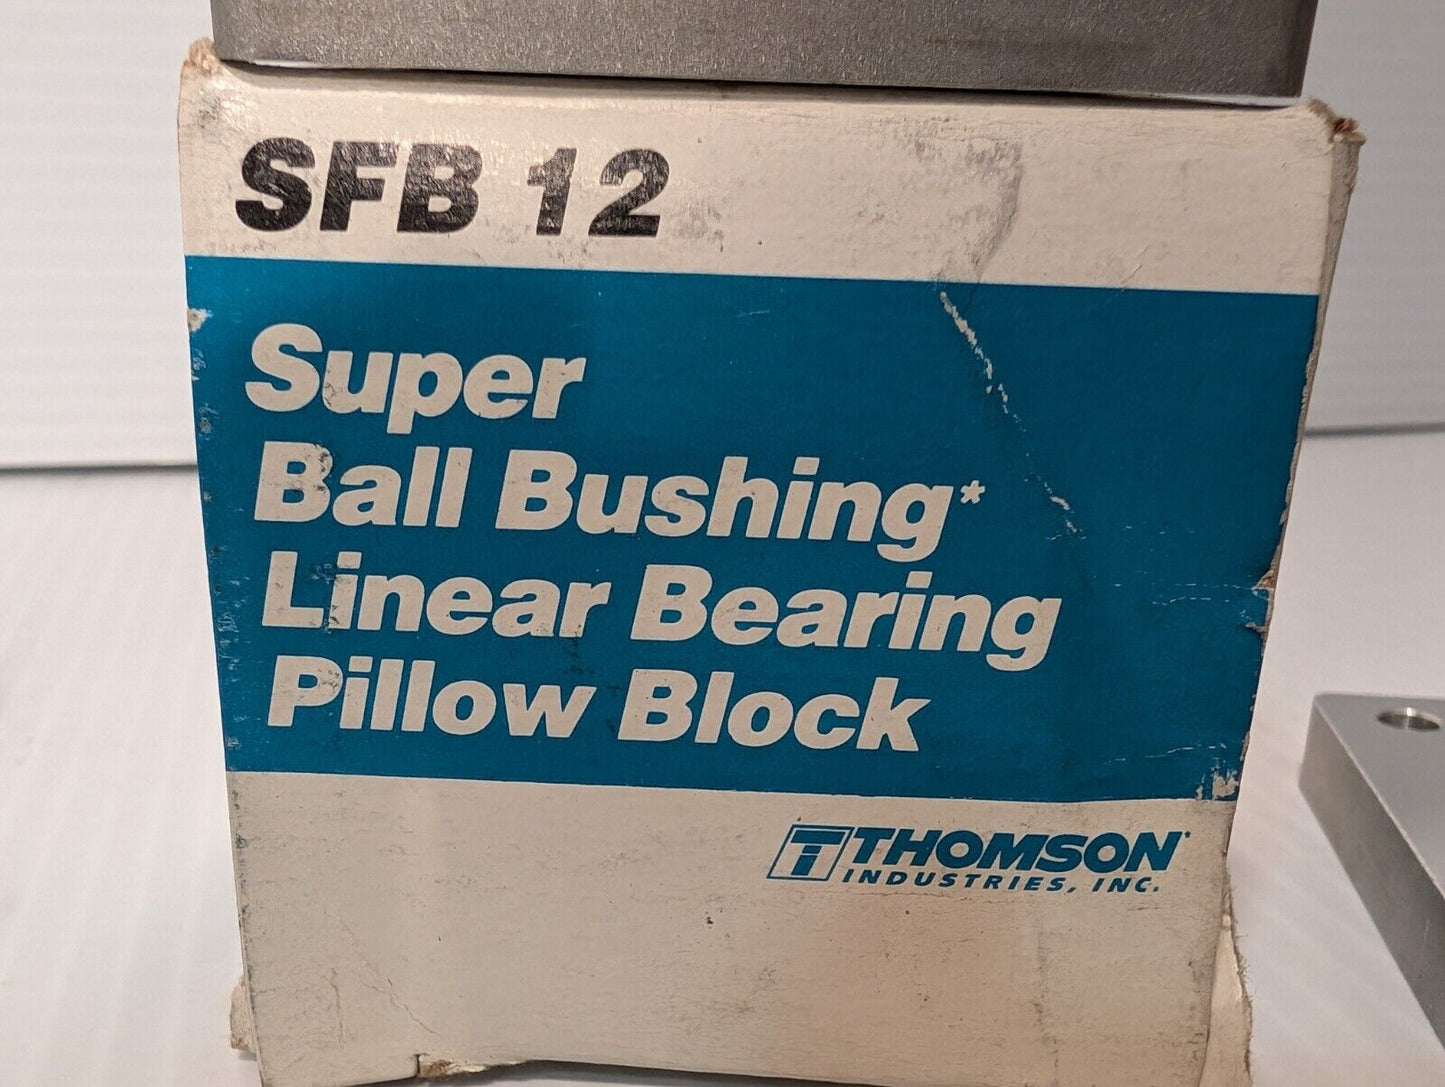 SFB 12
Super
Ball Bushing*
Linear Bearing
Pillow Block
T THOMSON
INDUSTRIES, INC.